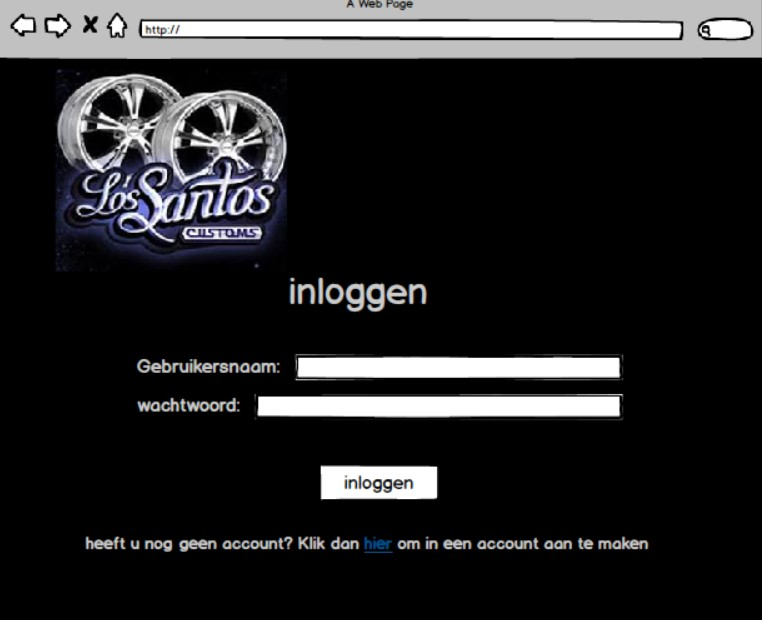 A Web Page
http://
Los Santos
CUSTOMS
inloggen
Gebruikersnaam:
wachtwoord:
inloggen
heeft u nog geen account? Klik dan hier om in een account aan te maken